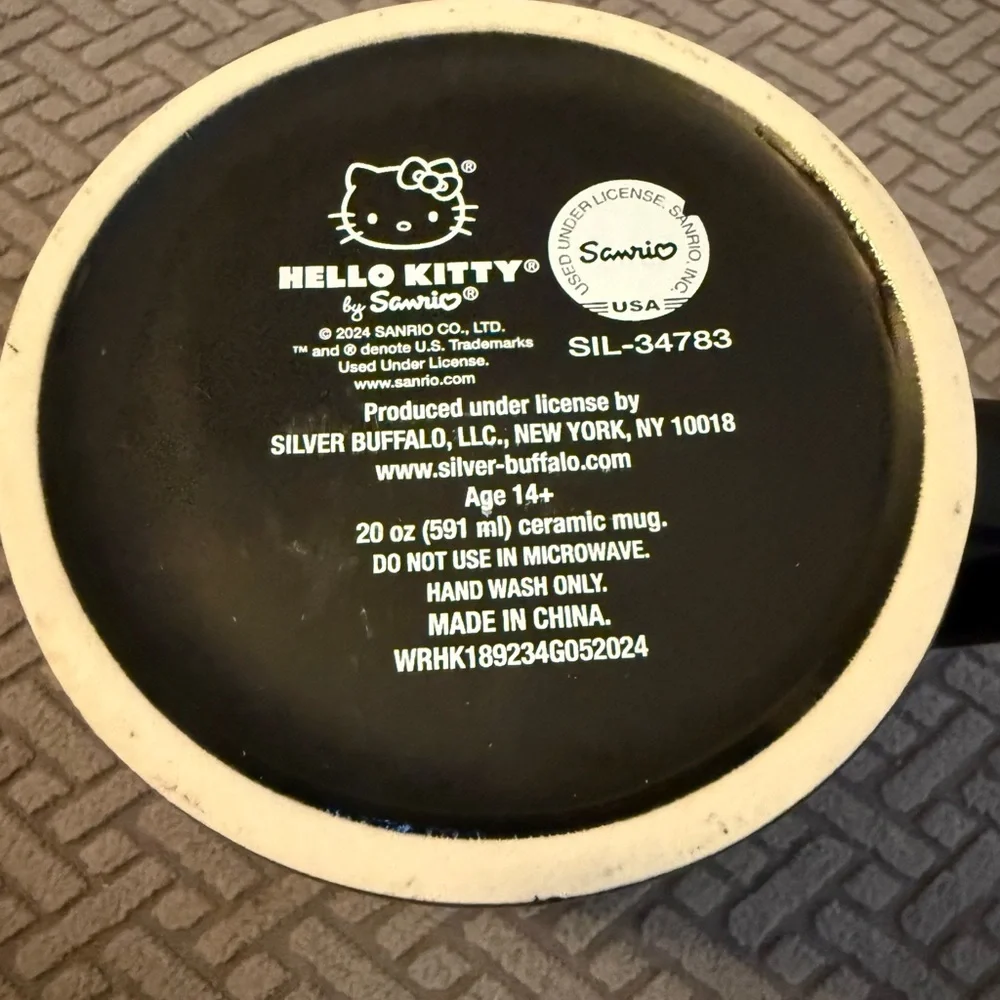 ®
HELLO KITTY®
by Sanrio®
© 2024 SANRIO CO., LTD.
™ and ® denote U.S. Trademarks
Used Under License.
www.sanrio.com
USED UNDER LICENSE, SANRIO, INC.
Sanrio
USA
SIL-34783
Produced under license by
SILVER BUFFALO, LLC., NEW YORK, NY 10018
www.silver-buffalo.com
Age 14+
20 oz (591 ml) ceramic mug.
DO NOT USE IN MICROWAVE.
HAND WASH ONLY.
MADE IN CHINA.
WRHK189234G052024